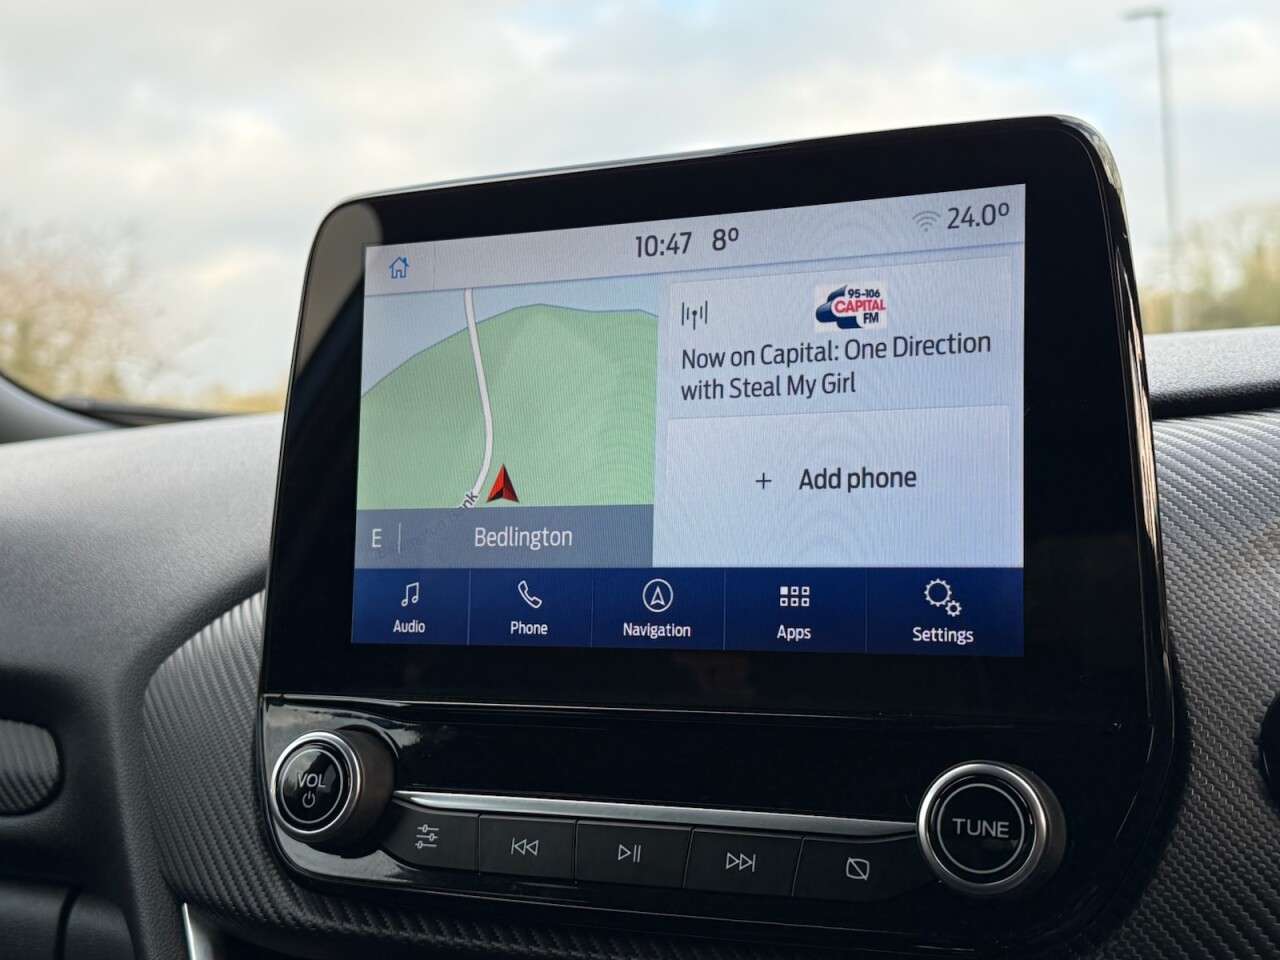 10:47 8°
24.0°
95-106
CAPITAL
FM
Now on Capital: One Direction
with Steal My Girl
+ Add phone
E
Bedlington
Audio
Phone
Navigation
Apps
Settings
VOL
TUNE